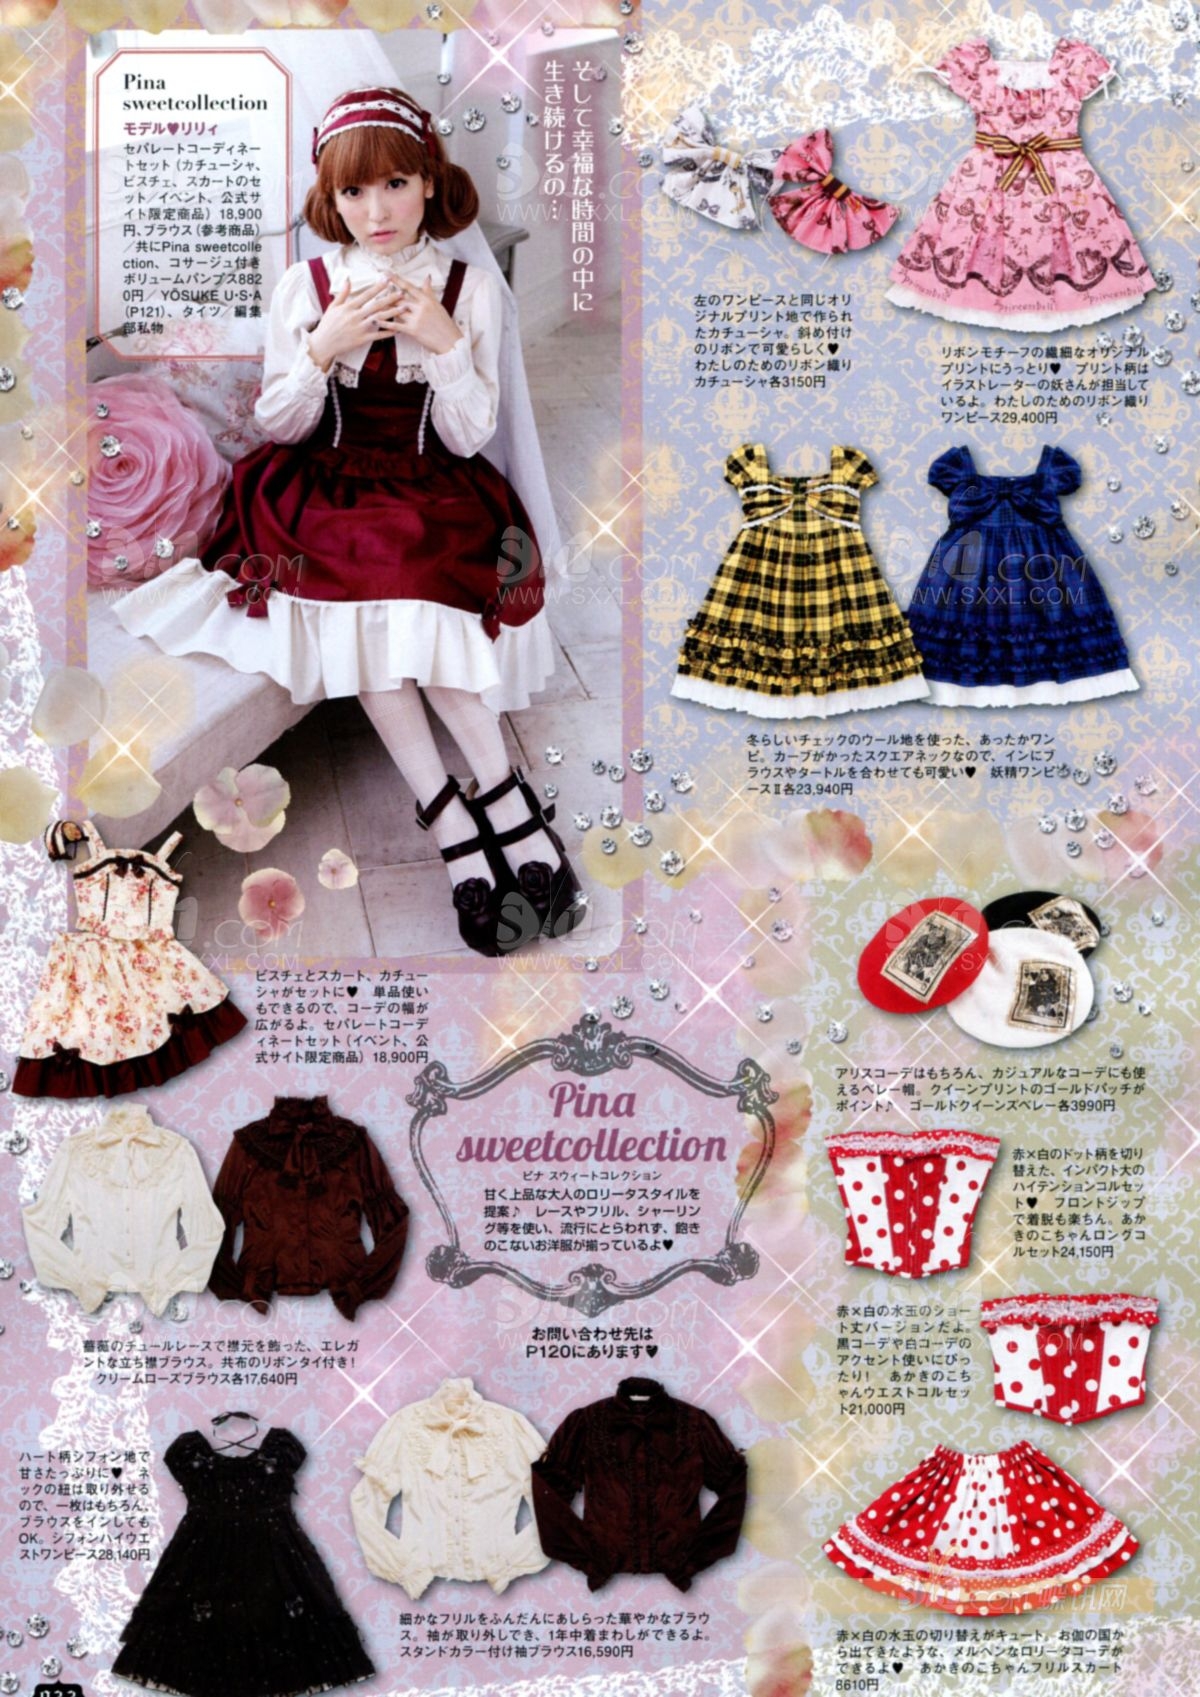 Pina
sweetcollection
モデル♥リリィ
セパレートコーディネー
トセット(カチューシャ、
ビスチェ、スカートのセ
ット/イベント、公式サ
イト限定商品)18,900
円、ブラウス(参考商品)
/共にPina sweetcolle
ction、コサージュ付き
ボリュームパンプス882
0円/YOSUKE U・S・A
(P121)、タイツ/編集
部私物
そして幸福な時間の中に
生き続けるの…
左のワンピースと同じオリ
ジナルプリント地で作られ
たカチューシャ。斜め付け
のリボンで可愛らしく♥
わたしのためのリボン織り
カチューシャ各3150円
リボンモチーフの繊細なオリジナル
プリントにうっとり♥ プリント柄は
イラストレーターの妖さんが担当して
いるよ。わたしのためのリボン織り
ワンピース29,400円
冬らしいチェックのウール地を使った、あったかワン
ピ。カーブがかったスクエアネックなので、インにブ
ラウスやタートルを合わせても可愛い♥ 妖精ワンピ
ースⅡ各23,940円
ビスチェとスカート、カチュー
シャがセットに♥ 単品使い
もできるので、コーデの幅が
広がるよ。セパレートコーデ
ィネートセット(イベント、公
式サイト限定商品)18,900円
アリスコーデはもちろん、カジュアルなコーデにも使
えるベレー帽。クイーンプリントのゴールドパッチが
ポイント♪ ゴールドクイーンズベレー各3990円
Pina
sweetcollection
ピナ スウィートコレクション
甘く上品な大人のロリータスタイルを
提案♪ レースやフリル、シャーリン
グ等を使い、流行にとらわれず、飽き
のこないお洋服が揃っているよ♥
お問い合わせ先は
P120にあります♥
赤×白のドット柄を切り
替えた、インパクト大の
ハイテンションコルセッ
ト♥ フロントジップ
で着脱も楽ちん。あか
きのこちゃんロングコ
ルセット24,150円
赤×白の水玉のショー
ト丈バージョンだよ。
黒コーデや白コーデの
アクセント使いにぴっ
たり! あかきのこち
ゃんウエストコルセッ
ト21,000円
薔薇のチュールレースで襟元を飾った、エレガ
ントな立ち襟ブラウス。共布のリボンタイ付き!
クリームローズブラウス各17,640円
ハート柄シフォン地で
甘さたっぷりに♥ ネ
ックの紐は取り外せる
ので、一枚はもちろん、
ブラウスをインしても
OK。シフォンハイウエ
ストワンピース28,140円
細かなフリルをふんだんにあしらった華やかなブラウ
ス。袖が取り外しでき、1年中着まわしができるよ。
スタンドカラー付け袖ブラウス16,590円
赤×白の水玉の切り替えがキュート。お伽の国か
ら出てきたような、メルヘンなロリータコーデが
できるよ♥ あかきのこちゃんフリルスカート
8610円
SXXL.COM
WWW.SXXL.COM